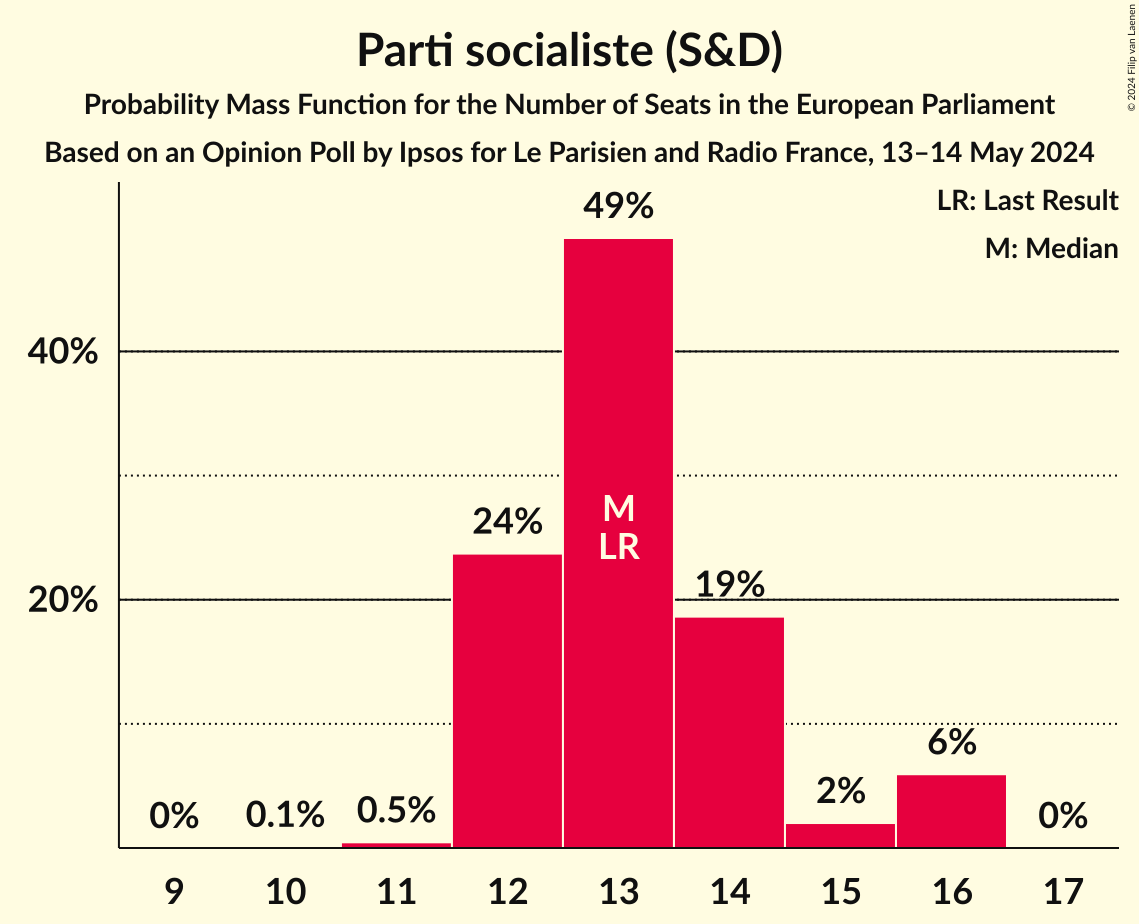 Parti socialiste (S&D)
Probability Mass Function for the Number of Seats in the European Parliament
Based on an Opinion Poll by Ipsos for Le Parisien and Radio France, 13–14 May 2024
© 2024 Filip van Laenen
LR: Last Result
M: Median
49%
40%
24%
M
LR
19%
20%
6%
2%
0%
0.1%
0.5%
0%
9 10 11 12 13 14 15 16 17